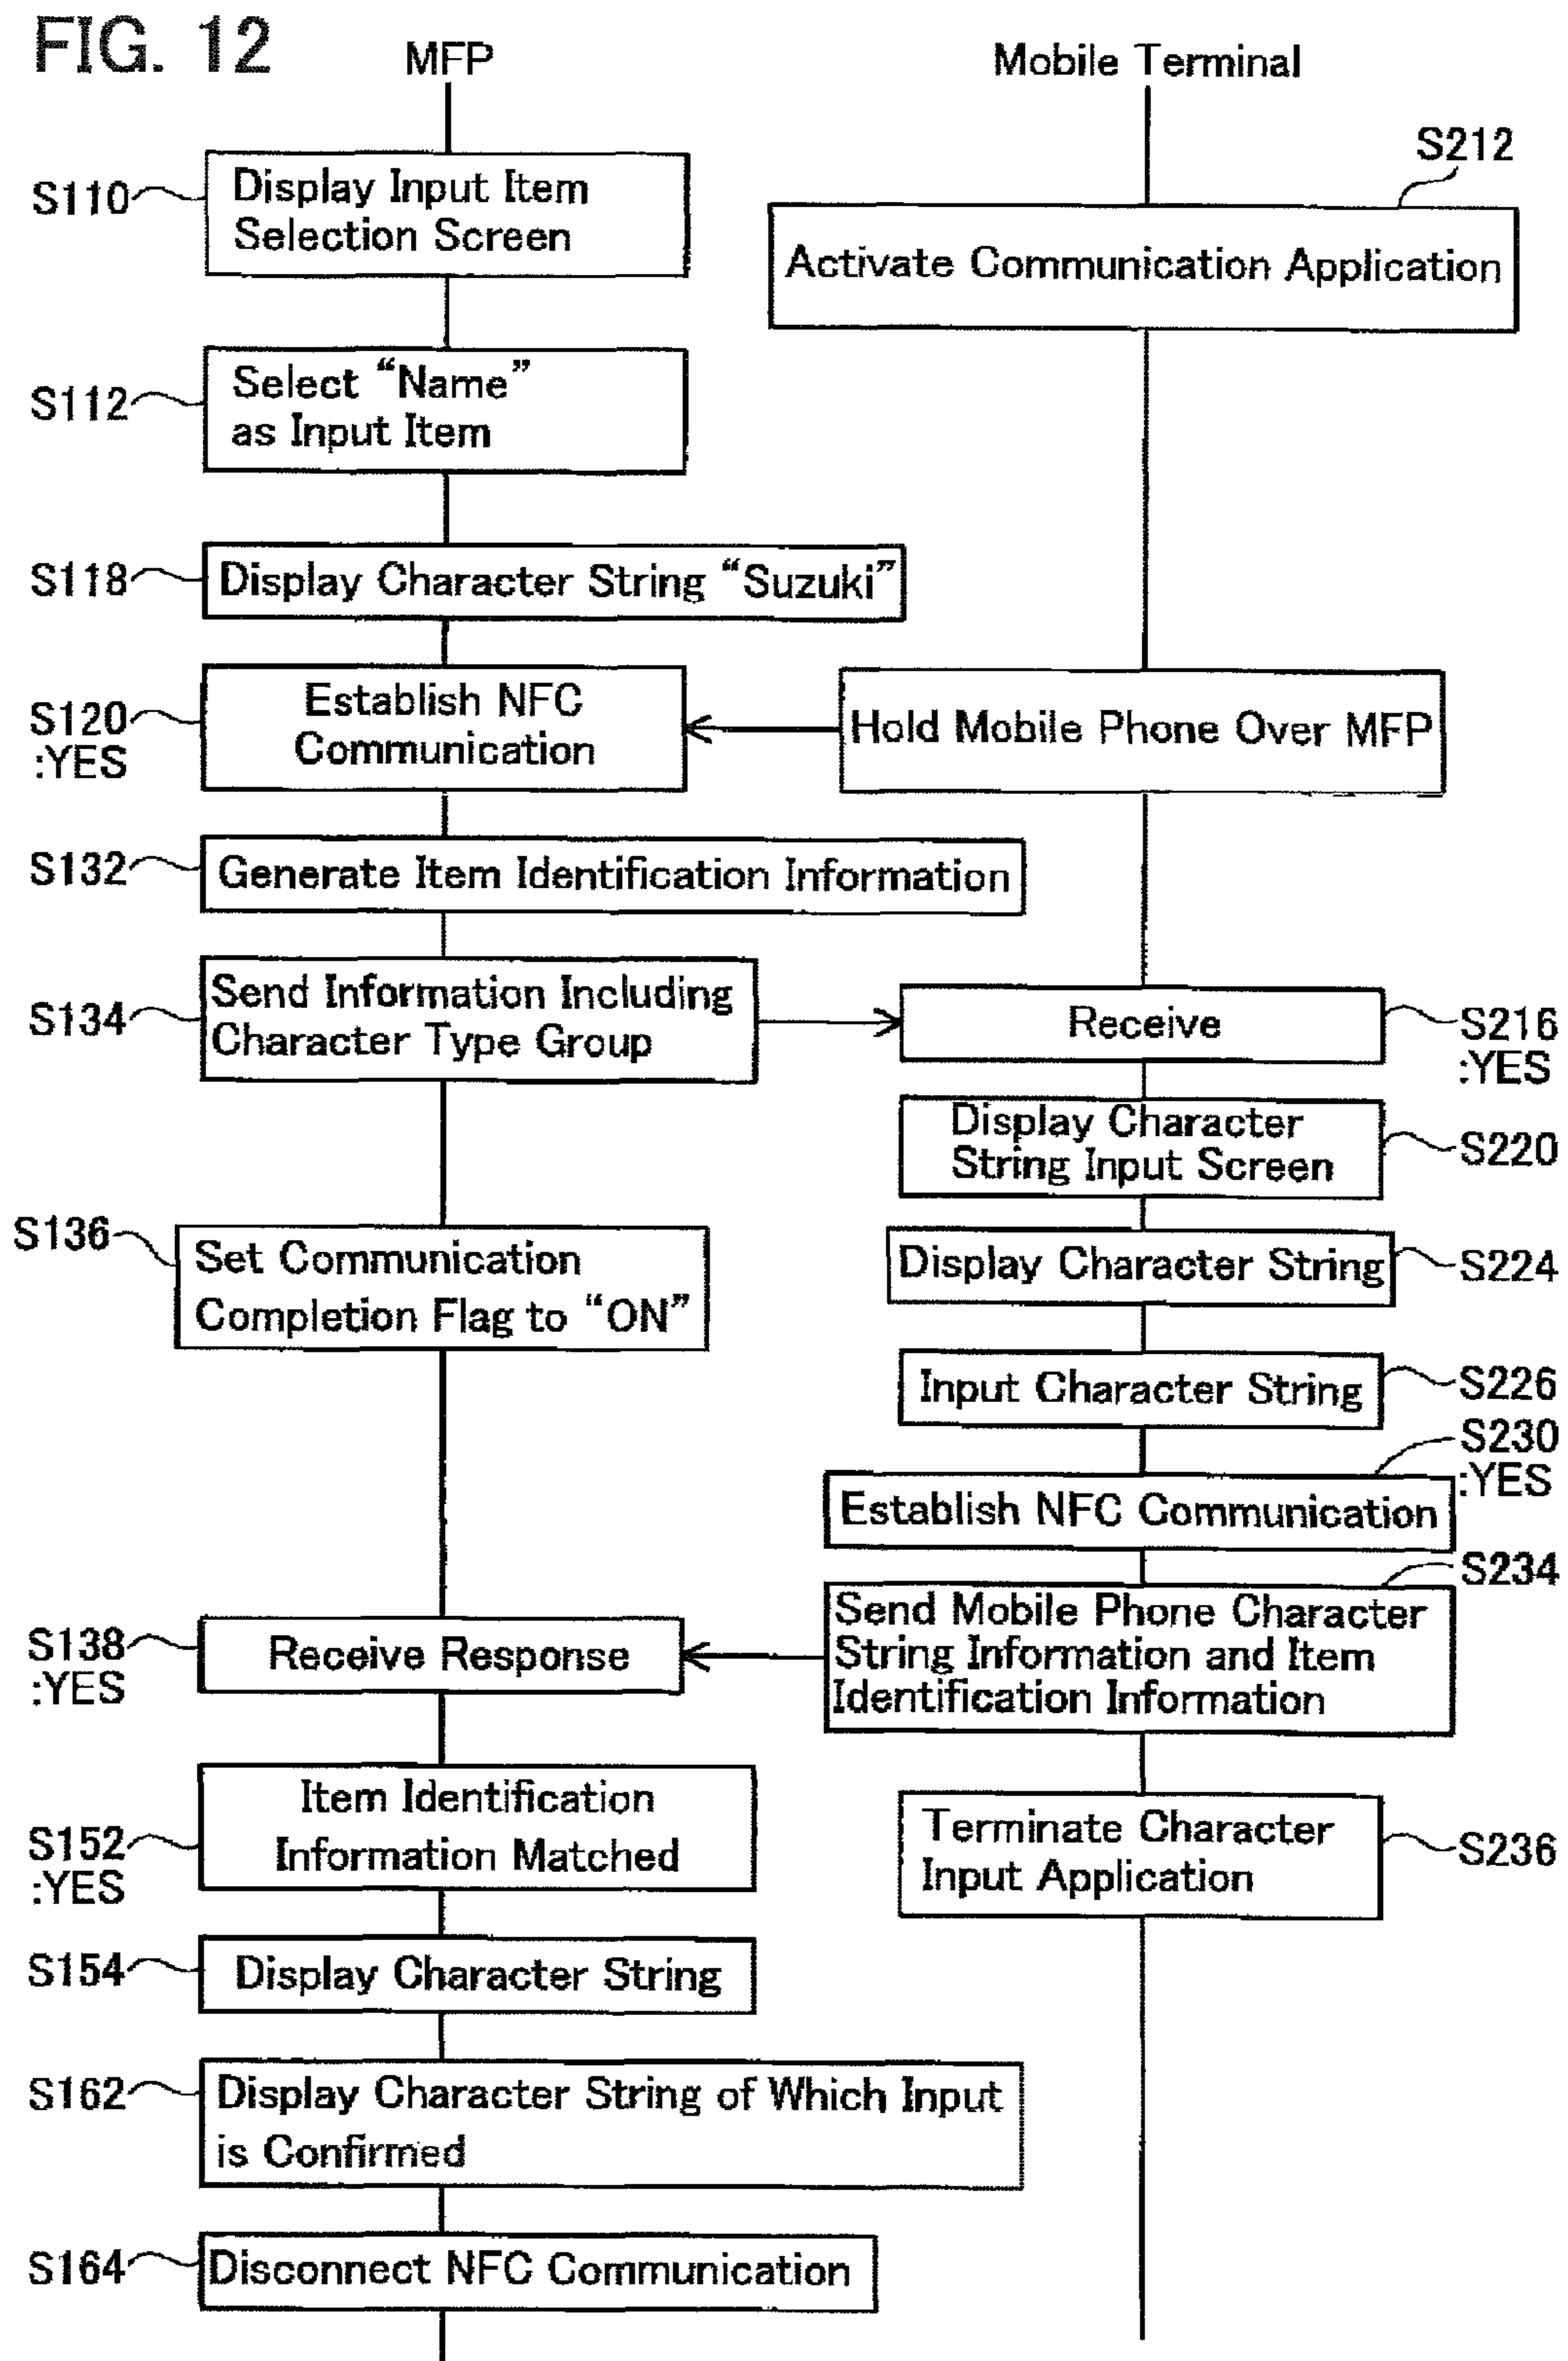 FIG. 12
MFP
Mobile Terminal
S110
Display Input Item
Selection Screen
S212
Activate Communication Application
S112
Select “Name”
as Input Item
S118
Display Character String “Suzuki”
S120
:YES
Establish NFC
Communication
Hold Mobile Phone Over MFP
S132
Generate Item Identification Information
S134
Send Information Including
Character Type Group
Receive
S216
:YES
Display Character
String Input Screen
S220
S136
Set Communication
Completion Flag to “ON”
Display Character String
S224
Input Character String
S226
S230
:YES
Establish NFC Communication
S234
Send Mobile Phone Character
String Information and Item
Identification Information
S138
:YES
Receive Response
S152
:YES
Item Identification
Information Matched
Terminate Character
Input Application
S236
S154
Display Character String
S162
Display Character String of Which Input
is Confirmed
S164
Disconnect NFC Communication